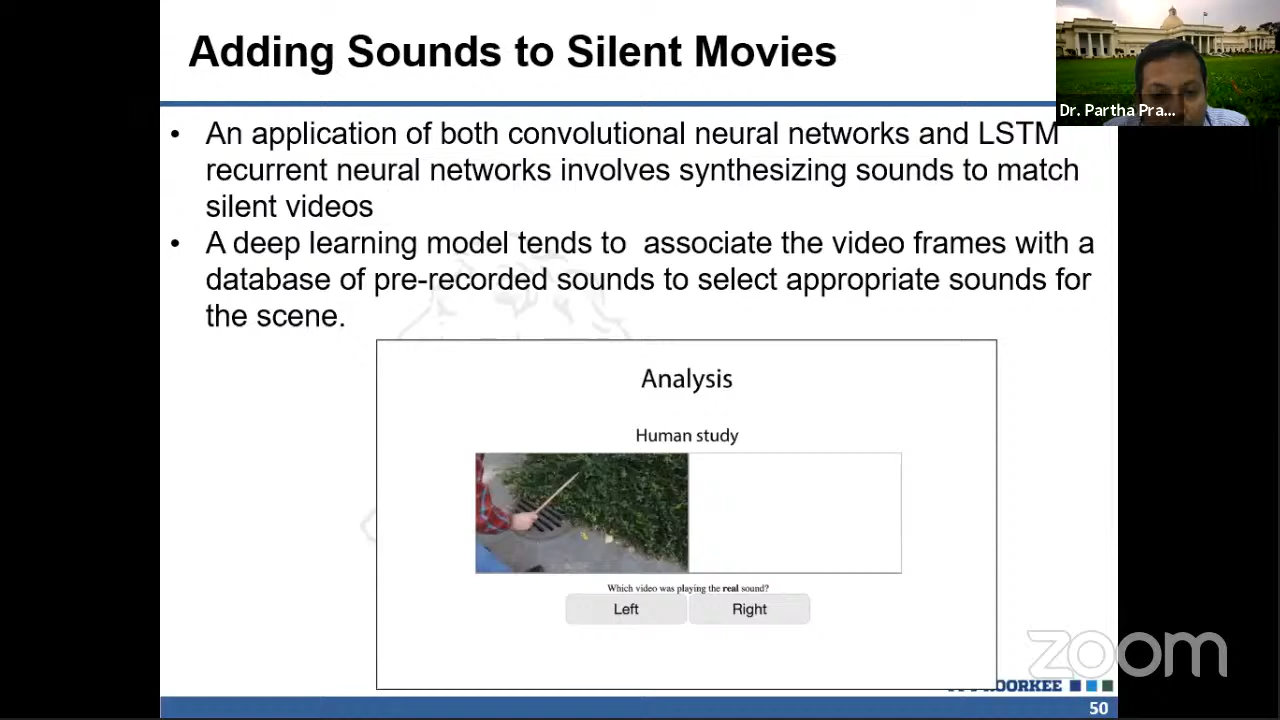 Adding Sounds to Silent Movies
Dr. Partha Pra...
• An application of both convolutional neural networks and LSTM
recurrent neural networks involves synthesizing sounds to match
silent videos
• A deep learning model tends to associate the video frames with a
database of pre-recorded sounds to select appropriate sounds for
the scene.
Analysis
Human study
Which video was playing the real sound?
Left Right
zoom
ROORKEE
50